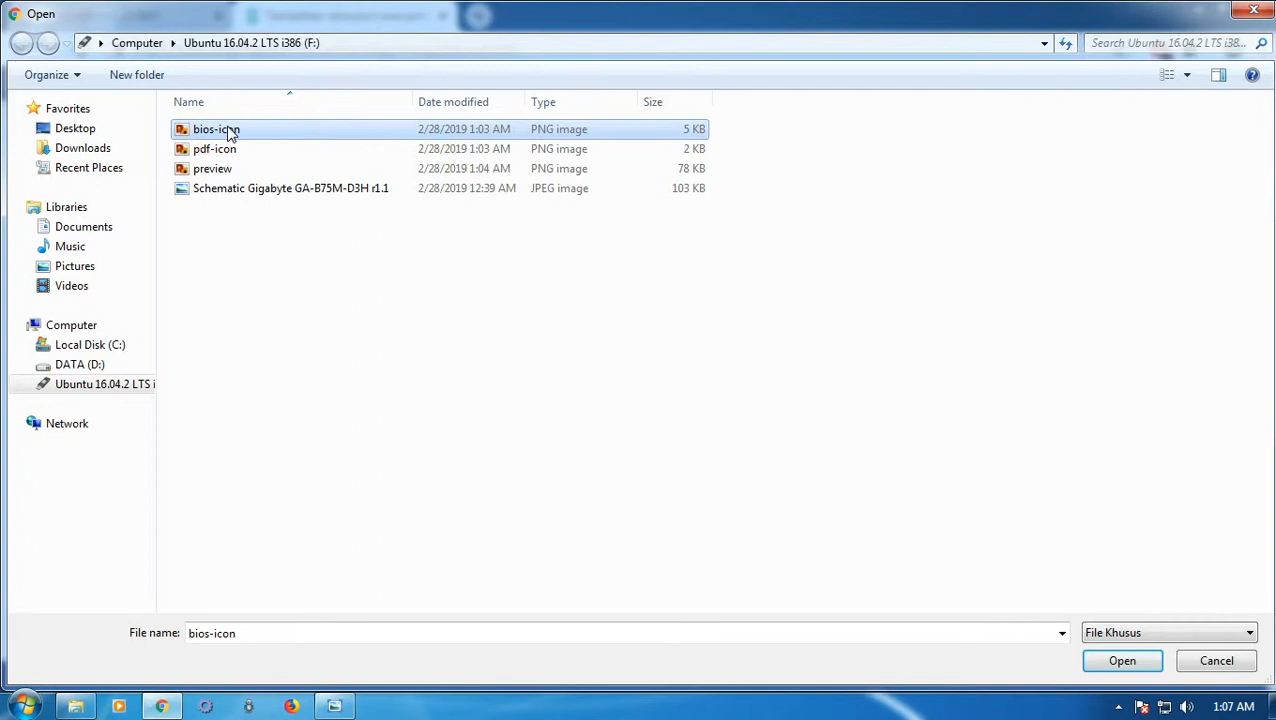 Open
Computer Ubuntu 16.04.2 LTS i386 (F:) Search Ubuntu 16.04.2 LTS i38...
Organize New folder
Name Date modified Type Size
Favorites
Desktop
Downloads
Recent Places
Libraries
Documents
Music
Pictures
Videos
Computer
Local Disk (C:)
DATA (D:)
Ubuntu 16.04.2 LTS i
Network
bios-icon 2/28/2019 1:03 AM PNG image 5 KB
pdf-icon 2/28/2019 1:03 AM PNG image 2 KB
preview 2/28/2019 1:04 AM PNG image 78 KB
Schematic Gigabyte GA-B75M-D3H r1.1 2/28/2019 12:39 AM JPEG image 103 KB
File name: bios-icon File Khusus
Open Cancel
1:07 AM